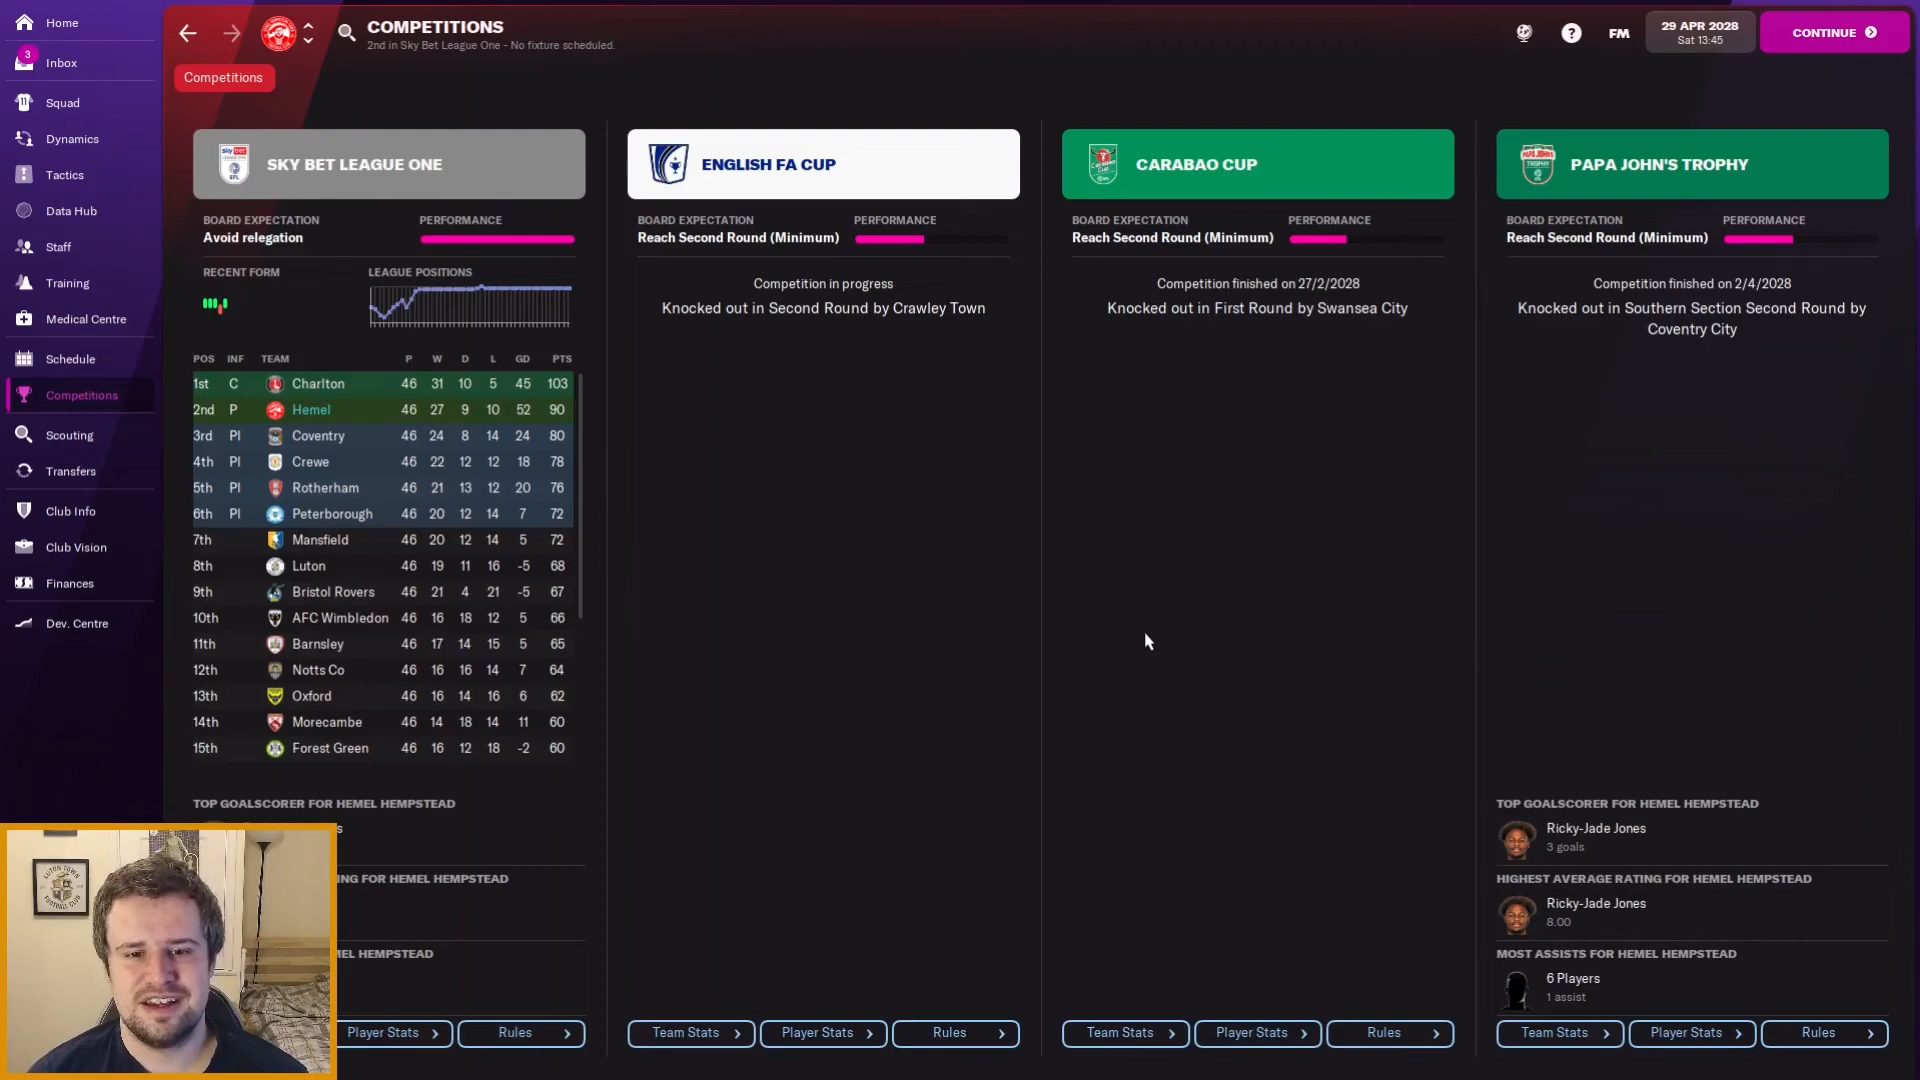 Home
3
Inbox
Squad
Dynamics
Tactics
Data Hub
Staff
Training
Medical Centre
Schedule
Competitions
Scouting
Transfers
Club Info
Club Vision
Finances
Dev. Centre
COMPETITIONS
2nd in Sky Bet League One - No fixture scheduled.
FM
29 APR 2028
Sat 13:45
CONTINUE
Competitions
SKY BET LEAGUE ONE
BOARD EXPECTATION PERFORMANCE
Avoid relegation
RECENT FORM LEAGUE POSITIONS
POS INF TEAM P W D L GD PTS
1st C Charlton 46 31 10 5 45 103
2nd P Hemel 46 27 9 10 52 90
3rd Pl Coventry 46 24 8 14 24 80
4th Pl Crewe 46 22 12 12 18 78
5th Pl Rotherham 46 21 13 12 20 76
6th Pl Peterborough 46 20 12 14 7 72
7th Mansfield 46 20 12 14 5 72
8th Luton 46 19 11 16 -5 68
9th Bristol Rovers 46 21 4 21 -5 67
10th AFC Wimbledon 46 16 18 12 5 66
11th Barnsley 46 17 14 15 5 65
12th Notts Co 46 16 16 14 7 64
13th Oxford 46 16 14 16 6 62
14th Morecambe 46 14 18 14 11 60
15th Forest Green 46 16 12 18 -2 60
TOP GOALSCORER FOR HEMEL HEMPSTEAD
ING FOR HEMEL HEMPSTEAD
MEL HEMPSTEAD
Player Stats
Rules
ENGLISH FA CUP
BOARD EXPECTATION PERFORMANCE
Reach Second Round (Minimum)
Competition in progress
Knocked out in Second Round by Crawley Town
Team Stats
Player Stats
Rules
CARABAO CUP
BOARD EXPECTATION PERFORMANCE
Reach Second Round (Minimum)
Competition finished on 27/2/2028
Knocked out in First Round by Swansea City
Team Stats
Player Stats
Rules
PAPA JOHN'S TROPHY
BOARD EXPECTATION PERFORMANCE
Reach Second Round (Minimum)
Competition finished on 2/4/2028
Knocked out in Southern Section Second Round by
Coventry City
TOP GOALSCORER FOR HEMEL HEMPSTEAD
Ricky-Jade Jones
3 goals
HIGHEST AVERAGE RATING FOR HEMEL HEMPSTEAD
Ricky-Jade Jones
8.00
MOST ASSISTS FOR HEMEL HEMPSTEAD
6 Players
1 assist
Team Stats
Player Stats
Rules
LUTON TOWN
FOOTBALL CLUB